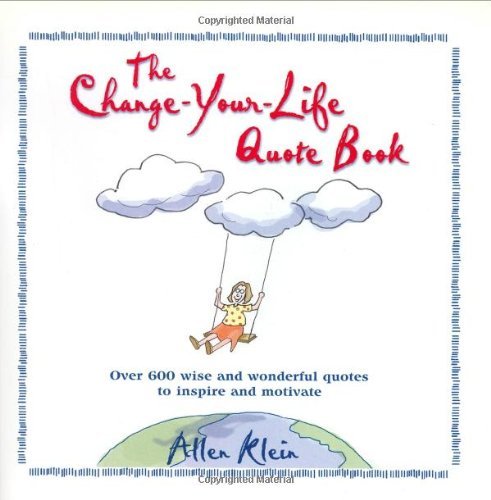 Copyrighted Material
The
Change-Your-Life
Quote Book
Over 600 wise and wonderful quotes
to inspire and motivate
Allen Klein
Copyrighted Material